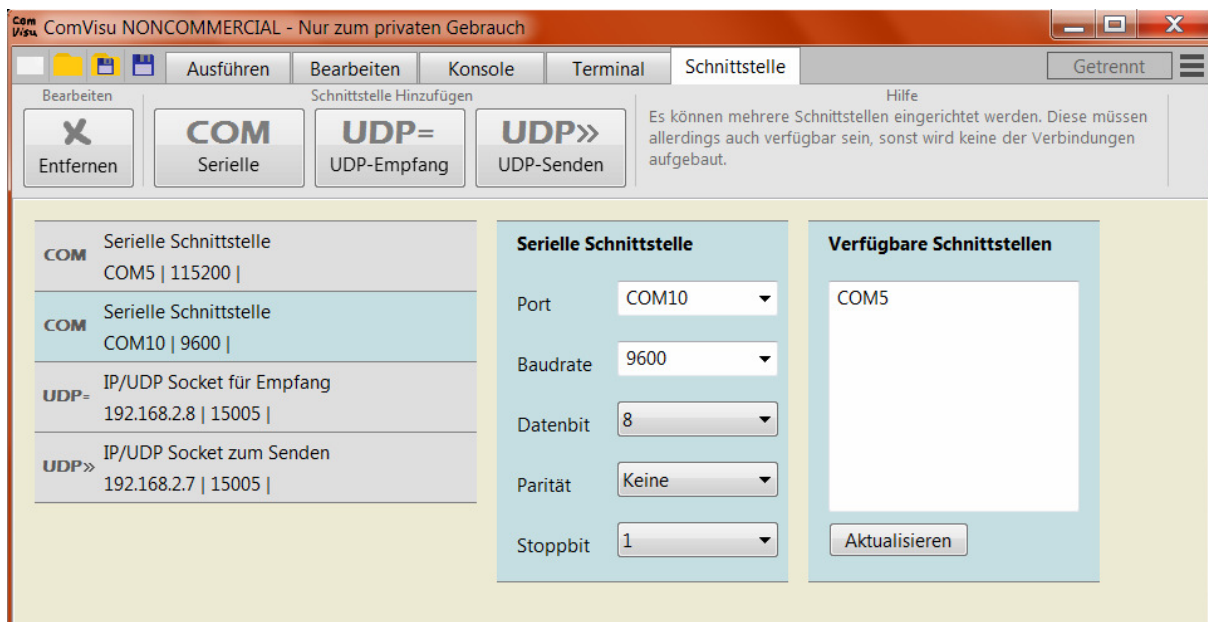 Com
Visu
ComVisu NONCOMMERCIAL - Nur zum privaten Gebrauch
Ausführen
Bearbeiten
Konsole
Terminal
Schnittstelle
Getrennt
Bearbeiten
Schnittstelle Hinzufügen
Hilfe
Entfernen
COM
Serielle
UDP=
UDP-Empfang
UDP»
UDP-Senden
Es können mehrere Schnittstellen eingerichtet werden. Diese müssen
allerdings auch verfügbar sein, sonst wird keine der Verbindungen
aufgebaut.
COM
Serielle Schnittstelle
COM5 | 115200 |
COM
Serielle Schnittstelle
COM10 | 9600 |
UDP=
IP/UDP Socket für Empfang
192.168.2.8 | 15005 |
UDP»
IP/UDP Socket zum Senden
192.168.2.7 | 15005 |
Serielle Schnittstelle
Port
COM10
Baudrate
9600
Datenbit
8
Parität
Keine
Stoppbit
1
Verfügbare Schnittstellen
COM5
Aktualisieren